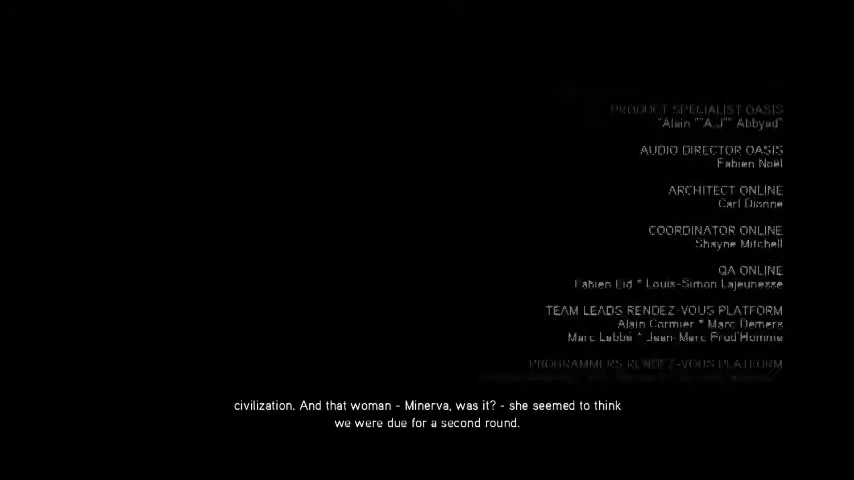 PRODUCT SPECIALIST OASIS
"Alain ""A.J"" Abbyad"
AUDIO DIRECTOR OASIS
Fabien Noël
ARCHITECT ONLINE
Carl Dionne
COORDINATOR ONLINE
Shayne Mitchell
QA ONLINE
Fabien Eid * Louis-Simon Lajeunesse
TEAM LEADS RENDEZ-VOUS PLATFORM
Alain Cormier * Marc Demers
Marc Labbé * Jean-Marc Prud'Homme
PROGRAMMERS RENDEZ-VOUS PLATFORM
civilization. And that woman - Minerva, was it? - she seemed to think
we were due for a second round.